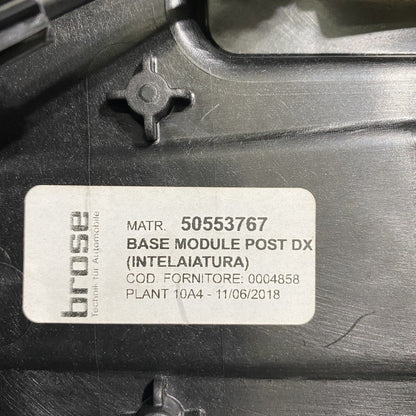 brose
Technik für Automobile
MATR. 50553767
BASE MODULE POST DX
(INTELAIATURA)
COD. FORNITORE: 0004858
PLANT 10A4 - 11/06/2018